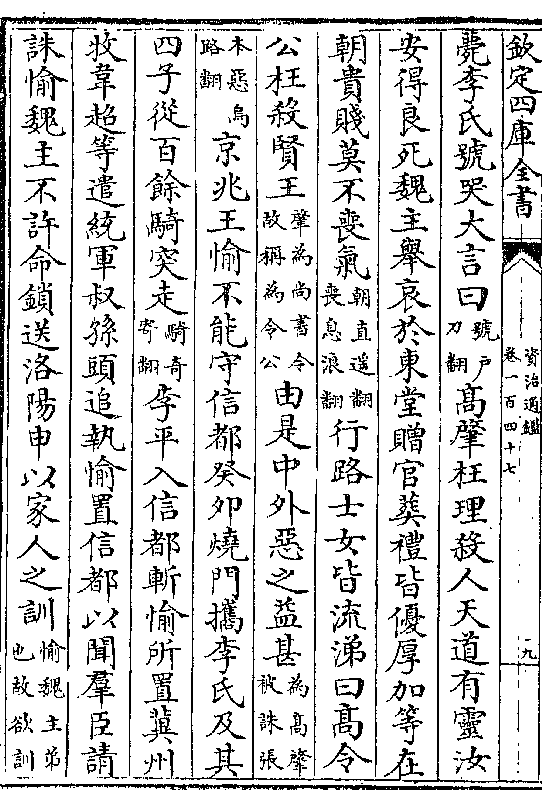 欽定四庫全書
資治通鑑
卷一百四十七
一九
薨李氏號哭大言曰號戶刀翻髙肇枉理殺人天道有靈汝
安得良死魏主舉哀於東堂贈官葬禮皆優厚加等在
朝貴賤莫不喪氣朝直遥翻喪息浪翻行路士女皆流涕曰髙令
公枉殺賢王肇為尚書令故稱為令公由是中外惡之益甚為髙肇被誅張
本惡烏路翻京兆王愉不能守信都癸卯燒門攜李氏及其
四子從百餘騎突走騎奇寄翻李平入信都斬愉所置冀州
牧韋超等遣統軍叔孫頭追執愉置信都以聞羣臣請
誅愉魏主不許命鎖送洛陽申以家人之訓愉魏主弟也故欲訓